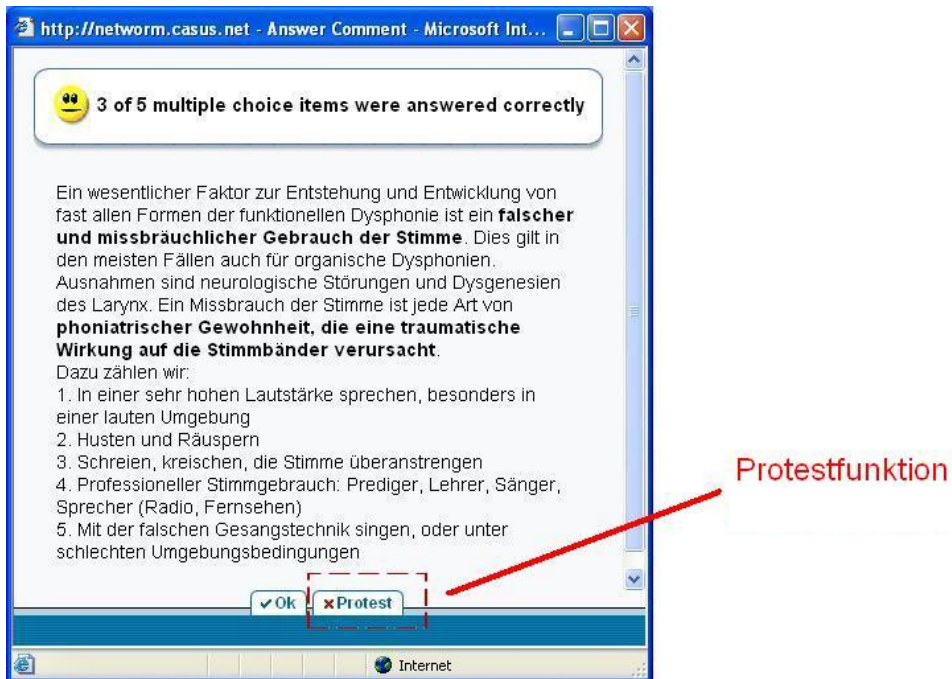 http://networm.casus.net - Answer Comment - Microsoft Int...
3 of 5 multiple choice items were answered correctly
Ein wesentlicher Faktor zur Entstehung und Entwicklung von
fast allen Formen der funktionellen Dysphonie ist ein falscher
und missbräuchlicher Gebrauch der Stimme. Dies gilt in
den meisten Fällen auch für organische Dysphonien.
Ausnahmen sind neurologische Störungen und Dysgenesien
des Larynx. Ein Missbrauch der Stimme ist jede Art von
phoniatrischer Gewohnheit, die eine traumatische
Wirkung auf die Stimmbänder verursacht.
Dazu zählen wir:
1. In einer sehr hohen Lautstärke sprechen, besonders in
einer lauten Umgebung
2. Husten und Räuspern
3. Schreien, kreischen, die Stimme überanstrengen
4. Professioneller Stimmgebrauch: Prediger, Lehrer, Sänger,
Sprecher (Radio, Fernsehen)
5. Mit der falschen Gesangstechnik singen, oder unter
schlechten Umgebungsbedingungen
Protestfunktion
Ok Protest
Internet